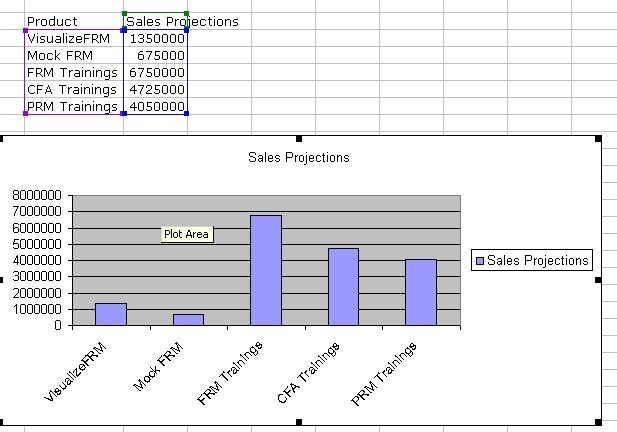 Product Sales Projections
VisualizeFRM 1350000
Mock FRM 675000
FRM Trainings 6750000
CFA Trainings 4725000
PRM Trainings 4050000
Sales Projections
8000000
7000000
6000000
5000000
4000000
3000000
2000000
1000000
0
Plot Area
Sales Projections
VisualizeFRM
Mock FRM
FRM Trainings
CFA Trainings
PRM Trainings